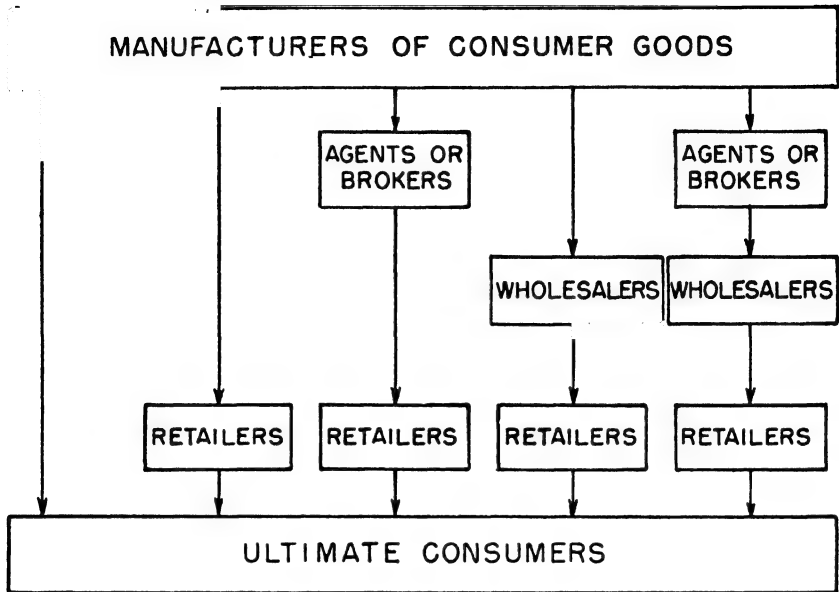 MANUFACTURERS OF CONSUMER GOODS
AGENTS OR
BROKERS
AGENTS OR
BROKERS
WHOLESALERS
WHOLESALERS
RETAILERS
RETAILERS
RETAILERS
RETAILERS
ULTIMATE CONSUMERS